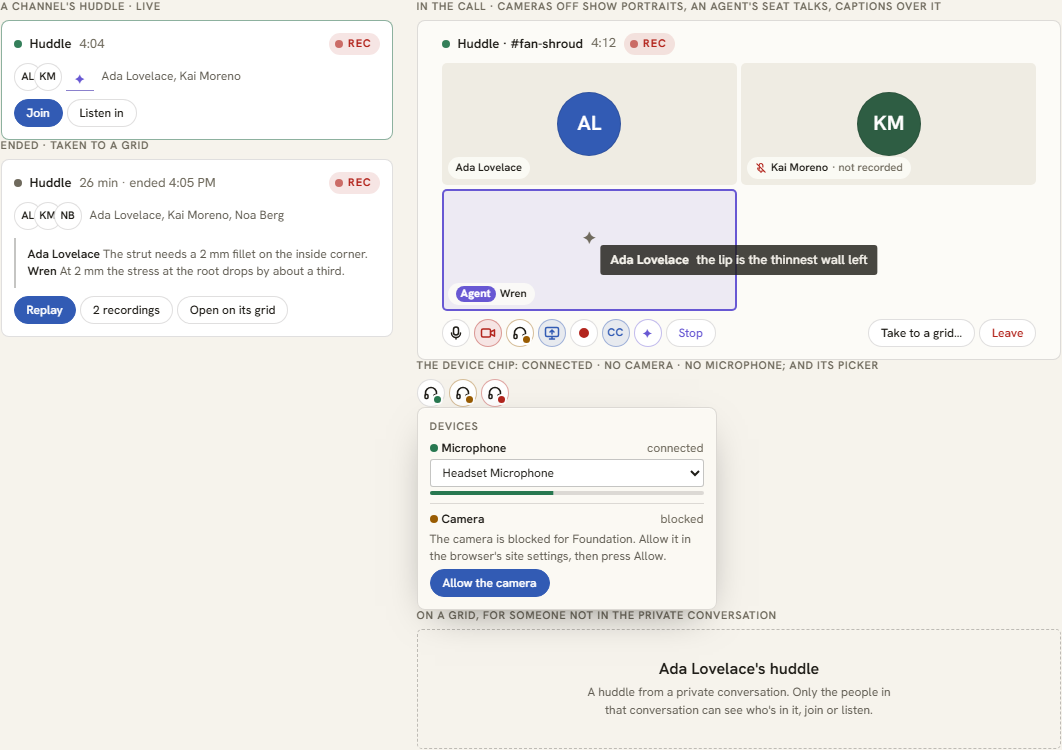 A CHANNEL'S HUDDLE · LIVE
Huddle 4:04
REC
AL KM
Ada Lovelace, Kai Moreno
Join
Listen in
ENDED · TAKEN TO A GRID
Huddle 26 min · ended 4:05 PM
REC
AL KM NB
Ada Lovelace, Kai Moreno, Noa Berg
Ada Lovelace The strut needs a 2 mm fillet on the inside corner.
Wren At 2 mm the stress at the root drops by about a third.
Replay
2 recordings
Open on its grid
IN THE CALL · CAMERAS OFF SHOW PORTRAITS, AN AGENT'S SEAT TALKS, CAPTIONS OVER IT
Huddle · #fan-shroud 4:12
REC
AL
Ada Lovelace
KM
Kai Moreno · not recorded
Ada Lovelace the lip is the thinnest wall left
Agent Wren
CC
Stop
Take to a grid...
Leave
THE DEVICE CHIP: CONNECTED · NO CAMERA · NO MICROPHONE; AND ITS PICKER
DEVICES
Microphone connected
Headset Microphone
Camera blocked
The camera is blocked for Foundation. Allow it in
the browser's site settings, then press Allow.
Allow the camera
ON A GRID, FOR SOMEONE NOT IN THE PRIVATE CONVERSATION
Ada Lovelace's huddle
A huddle from a private conversation. Only the people in
that conversation can see who's in it, join or listen.